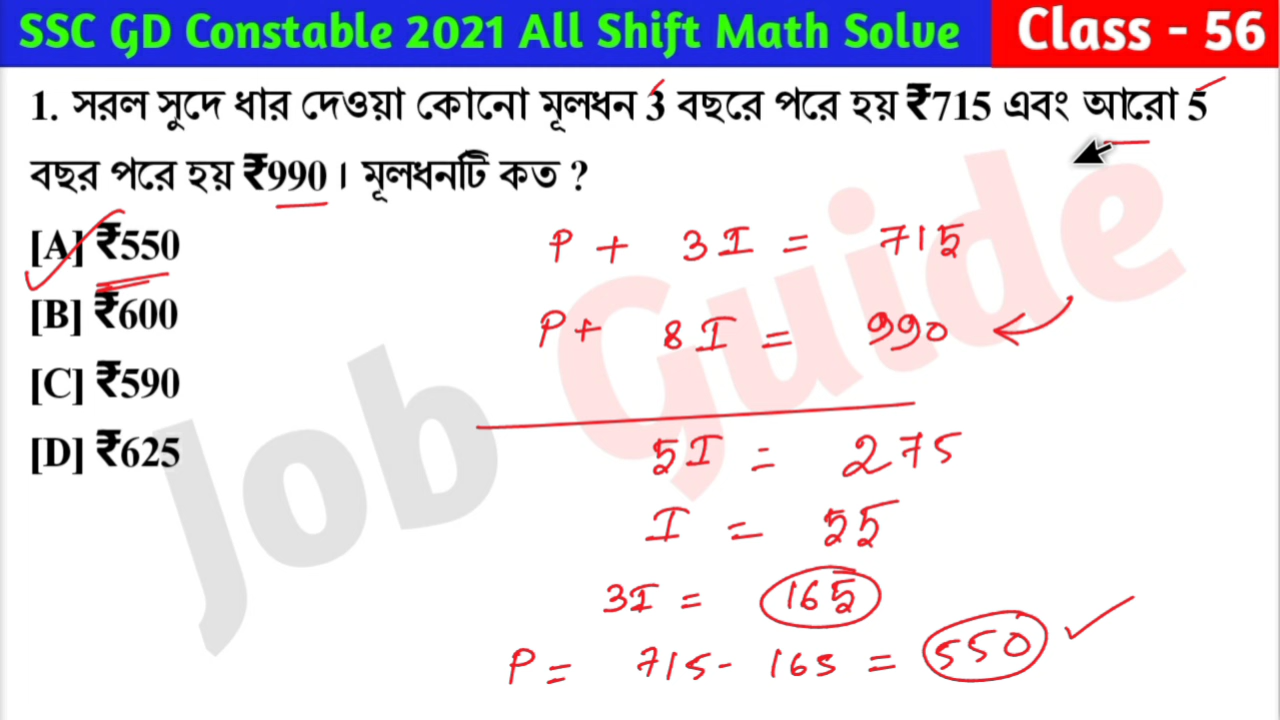 SSC GD Constable 2021 All Shift Math Solve
Class - 56
1. সরল সুদে ধার দেওয়া কোনো মূলধন 3 বছরে পরে হয় ₹715 এবং আরো 5
বছর পরে হয় ₹990। মূলধনটি কত ?
[A] ₹550
[B] ₹600
[C] ₹590
[D] ₹625
P + 3I = 715
P+ 8I = 990
5I = 275
I = 55
3I = 165
P = 715 - 165 = 550
Job Guide